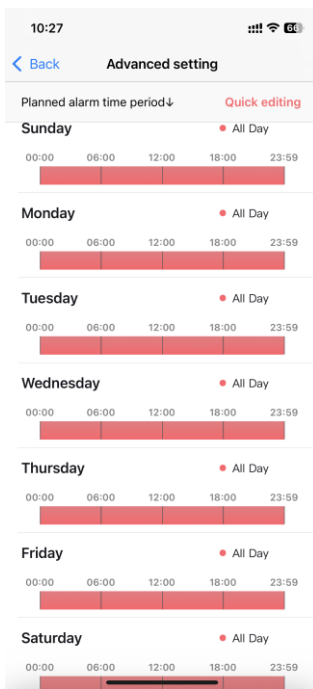 10:27
66
Back Advanced setting
Planned alarm time period↓ Quick editing
Sunday All Day
00:00 06:00 12:00 18:00 23:59
Monday All Day
00:00 06:00 12:00 18:00 23:59
Tuesday All Day
00:00 06:00 12:00 18:00 23:59
Wednesday All Day
00:00 06:00 12:00 18:00 23:59
Thursday All Day
00:00 06:00 12:00 18:00 23:59
Friday All Day
00:00 06:00 12:00 18:00 23:59
Saturday All Day
00:00 06:00 12:00 18:00 23:59